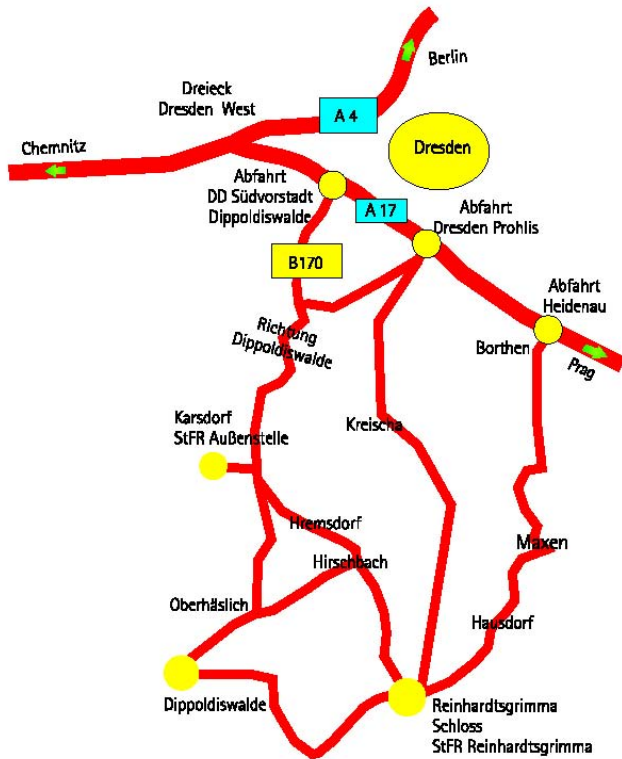 Berlin
Dreieck
Dresden West
A 4
Chemnitz
Dresden
Abfahrt
DD Südvorstadt
Dippoldiswalde
A 17
Abfahrt
Dresden Prohlis
B170
Abfahrt
Heidenau
Richtung
Dippoldiswalde
Borthen
Prag
Karsdorf
StFR Außenstelle
Kreischa
Hremsdorf
Maxen
Hirschbach
Oberhäslich
Hausdorf
Dippoldiswalde
Reinhardtsgrimma
Schloss
StFR Reinhardtsgrimma